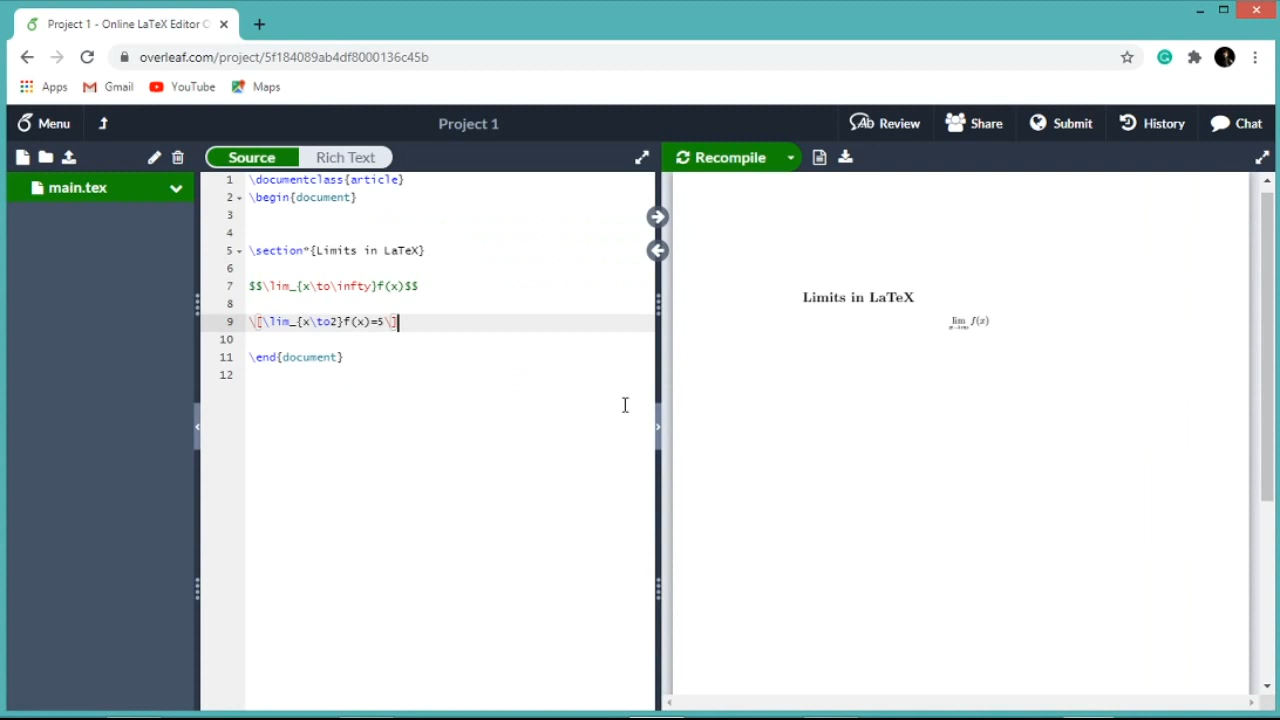 Project 1 - Online LaTeX Editor O
overleaf.com/project/5f184089ab4df8000136c45b
Apps Gmail YouTube Maps
Menu Project 1 Review Share Submit History Chat
Source Rich Text Recompile
main.tex
1 \documentclass{article}
2 \begin{document}
3
4
5 \section*{Limits in LaTeX}
6
7 $$\lim_{x\to\infty}f(x)$$
8
9 \[\lim_{x\to2}f(x)=5\]
10
11 \end{document}
12
Limits in LaTeX
lim f(x)